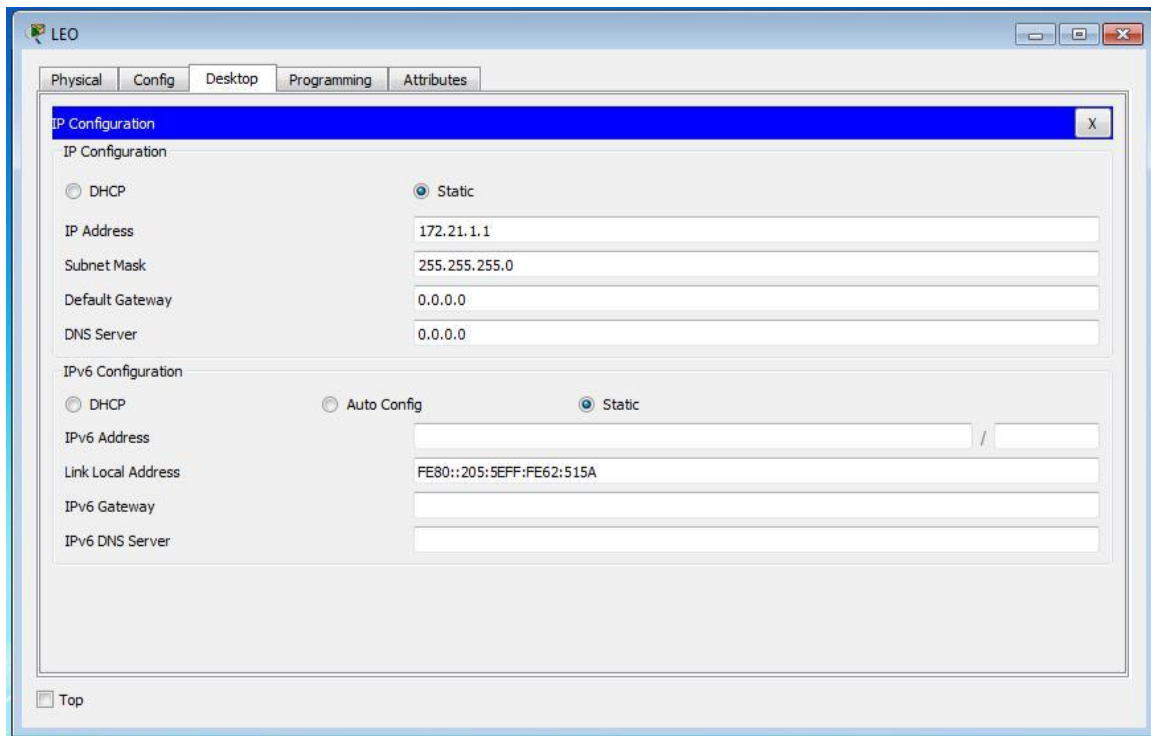 LEO
Physical Config Desktop Programming Attributes
IP Configuration X
IP Configuration
DHCP Static
IP Address 172.21.1.1
Subnet Mask 255.255.255.0
Default Gateway 0.0.0.0
DNS Server 0.0.0.0
IPv6 Configuration
DHCP Auto Config Static
IPv6 Address /
Link Local Address FE80::205:5EFF:FE62:515A
IPv6 Gateway
IPv6 DNS Server
Top